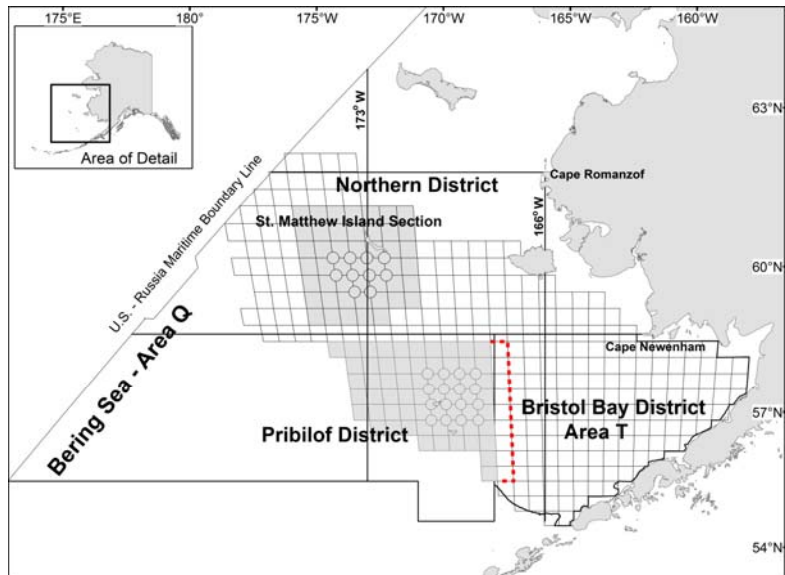 175°E
180°
175°W
170°W
165°W
160°W
Area of Detail
U.S. - Russia Maritime Boundary Line
173° W
63°N
Northern District
Cape Romanzof
St. Matthew Island Section
166° W
60°N
Bering Sea - Area Q
Cape Newenham
Bristol Bay District
Area T
57°N
Pribilof District
54°N